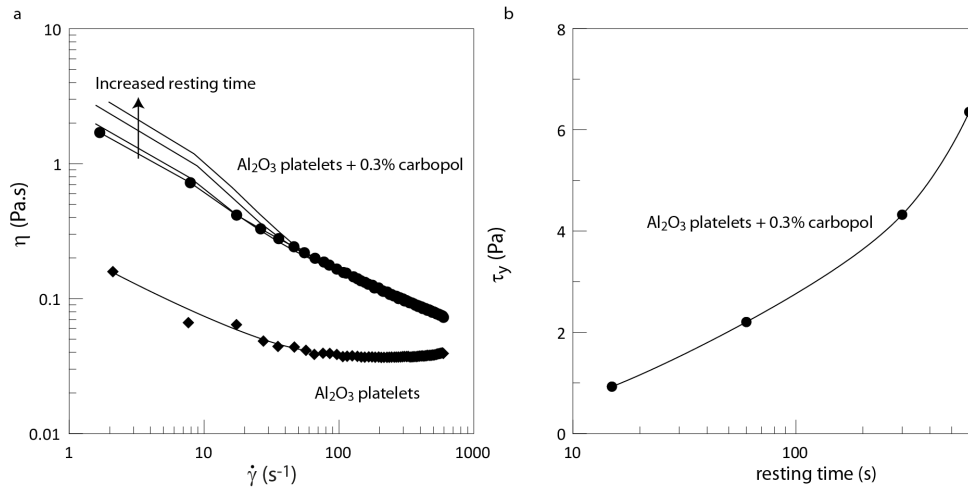 a
10
1
0.1
0.01
η (Pa.s)
Increased resting time
Al₂O₃ platelets + 0.3% carbopol
Al₂O₃ platelets
1
10
100
1000
γ̇ (s⁻¹)
b
8
6
4
2
0
τy (Pa)
Al₂O₃ platelets + 0.3% carbopol
10
100
resting time (s)